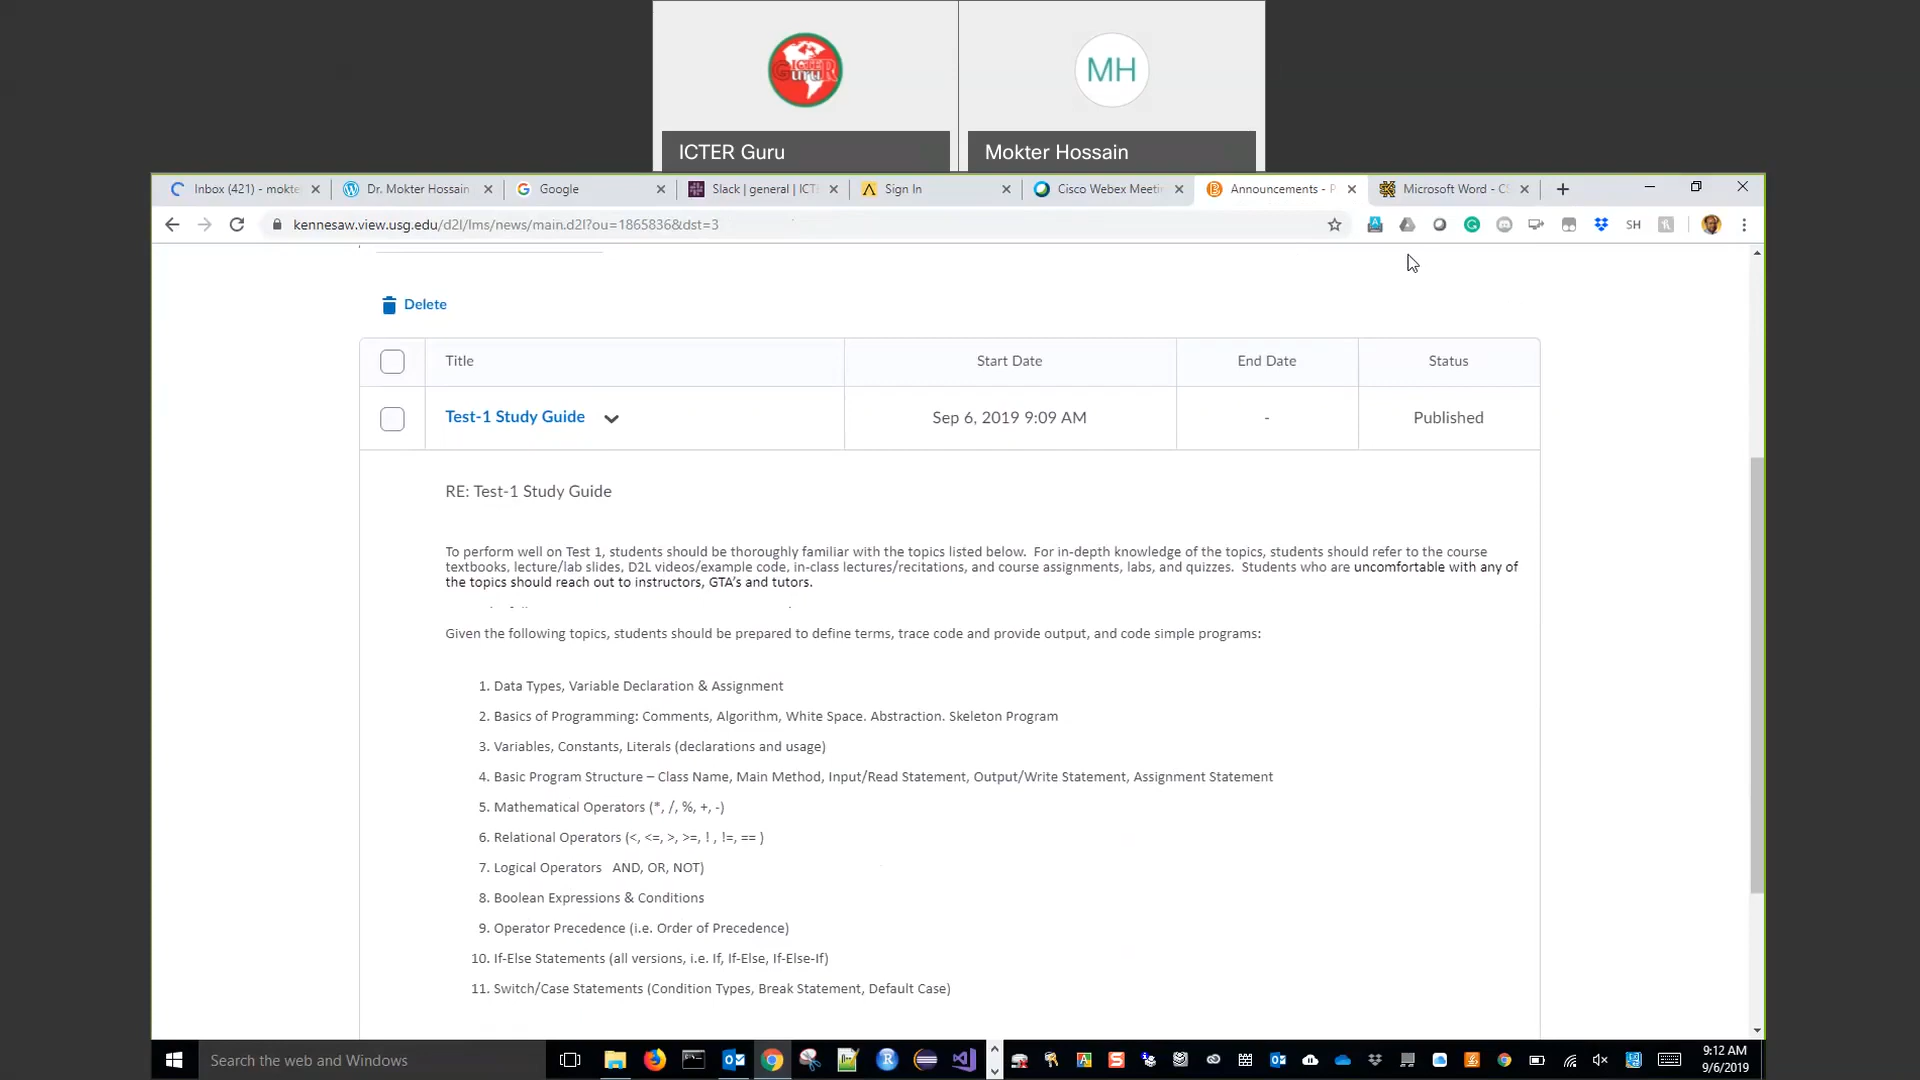 ICTER Guru
MH
Mokter Hossain
Inbox (421) - mokte
Dr. Mokter Hossain
Google
Slack | general | ICT
Sign In
Cisco Webex Meeti
Announcements - P
Microsoft Word - CS
kennesaw.view.usg.edu/d2l/lms/news/main.d2l?ou=1865836&dst=3
SH
Delete
Title
Start Date
End Date
Status
Test-1 Study Guide
Sep 6, 2019 9:09 AM
-
Published
RE: Test-1 Study Guide
To perform well on Test 1, students should be thoroughly familiar with the topics listed below.  For in-depth knowledge of the topics, students should refer to the course
textbooks, lecture/lab slides, D2L videos/example code, in-class lectures/recitations, and course assignments, labs, and quizzes.  Students who are uncomfortable with any of
the topics should reach out to instructors, GTA's and tutors.
Given the following topics, students should be prepared to define terms, trace code and provide output, and code simple programs:
1. Data Types, Variable Declaration & Assignment
2. Basics of Programming: Comments, Algorithm, White Space. Abstraction. Skeleton Program
3. Variables, Constants, Literals (declarations and usage)
4. Basic Program Structure – Class Name, Main Method, Input/Read Statement, Output/Write Statement, Assignment Statement
5. Mathematical Operators (*, /, %, +, -)
6. Relational Operators (<, <=, >, >=, ! , !=, == )
7. Logical Operators   AND, OR, NOT)
8. Boolean Expressions & Conditions
9. Operator Precedence (i.e. Order of Precedence)
10. If-Else Statements (all versions, i.e. If, If-Else, If-Else-If)
11. Switch/Case Statements (Condition Types, Break Statement, Default Case)
Search the web and Windows
9:12 AM
9/6/2019